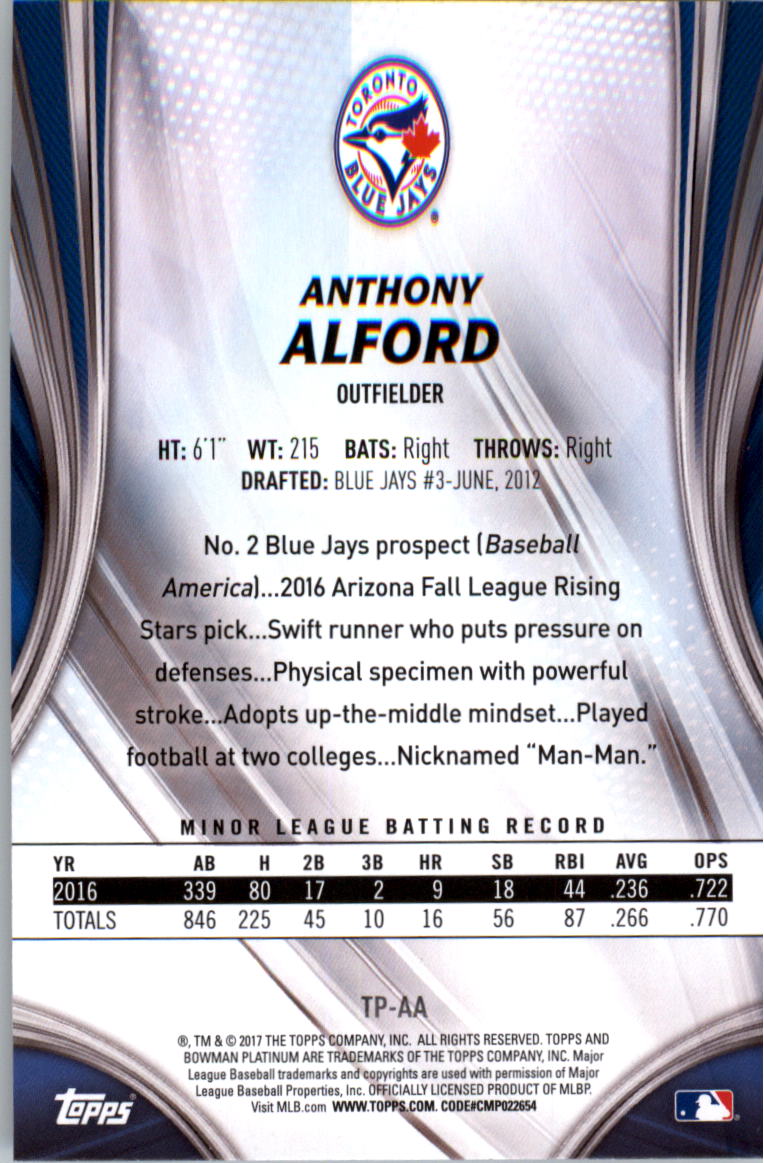 TORONTO
BLUE JAYS
®
ANTHONY
ALFORD
OUTFIELDER
HT: 6'1" WT: 215 BATS: Right THROWS: Right
DRAFTED: BLUE JAYS #3-JUNE, 2012
No. 2 Blue Jays prospect (Baseball
America)...2016 Arizona Fall League Rising
Stars pick...Swift runner who puts pressure on
defenses...Physical specimen with powerful
stroke...Adopts up-the-middle mindset...Played
football at two colleges...Nicknamed “Man-Man.”
MINOR LEAGUE BATTING RECORD
YR AB H 2B 3B HR SB RBI AVG OPS
2016 339 80 17 2 9 18 44 .236 .722
TOTALS 846 225 45 10 16 56 87 .266 .770
TP-AA
®, TM & © 2017 THE TOPPS COMPANY, INC. ALL RIGHTS RESERVED. TOPPS AND
BOWMAN PLATINUM ARE TRADEMARKS OF THE TOPPS COMPANY, INC. Major
League Baseball trademarks and copyrights are used with permission of Major
League Baseball Properties, Inc. OFFICIALLY LICENSED PRODUCT OF MLBP.
Visit MLB.com WWW.TOPPS.COM. CODE#CMP022654
topps®